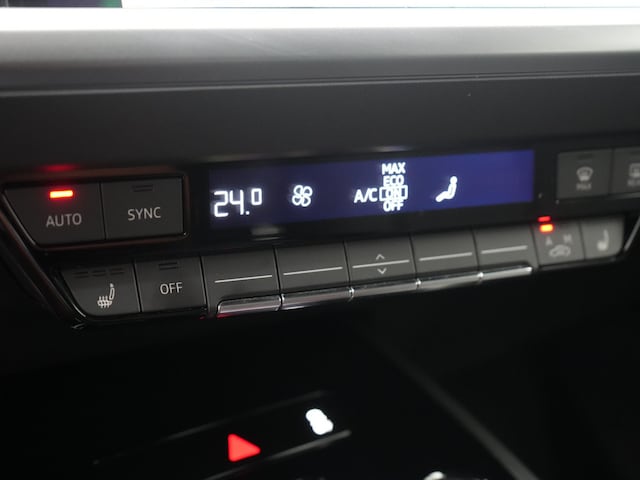 MAX
ECO
24.0 A/C ON
OFF
AUTO
SYNC
MAX
OFF
A M